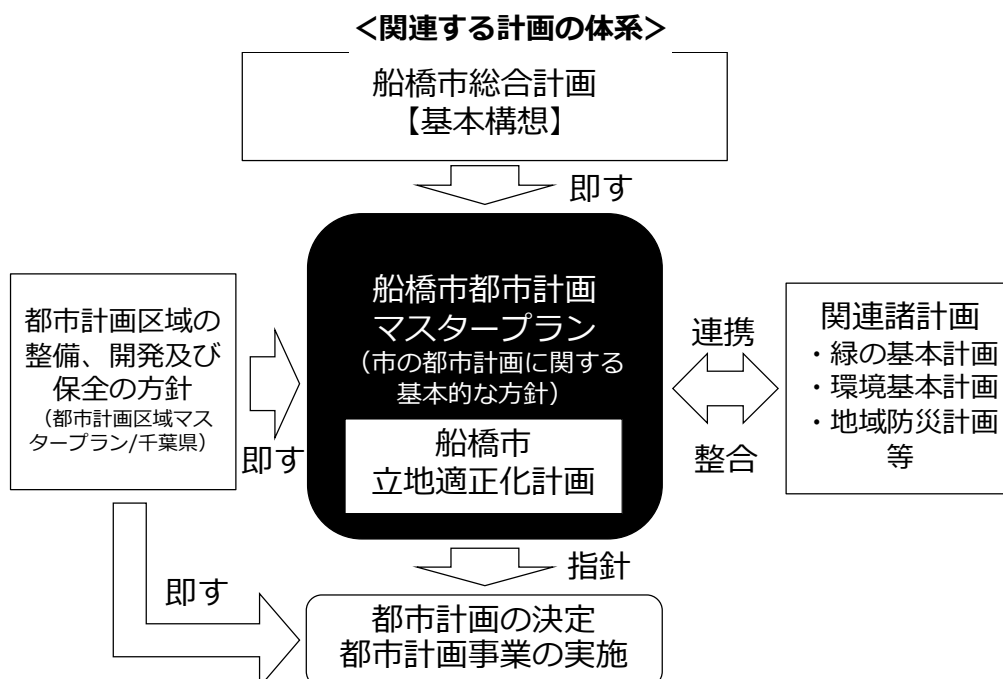 <関連する計画の体系>
船橋市総合計画
【基本構想】
即す
船橋市都市計画
マスタープラン
(市の都市計画に関する
基本的な方針)
船橋市
立地適正化計画
都市計画区域の
整備、開発及び
保全の方針
(都市計画区域マス
タープラン/千葉県)
即す
連携
整合
関連諸計画
・緑の基本計画
・環境基本計画
・地域防災計画
等
指針
即す
都市計画の決定
都市計画事業の実施